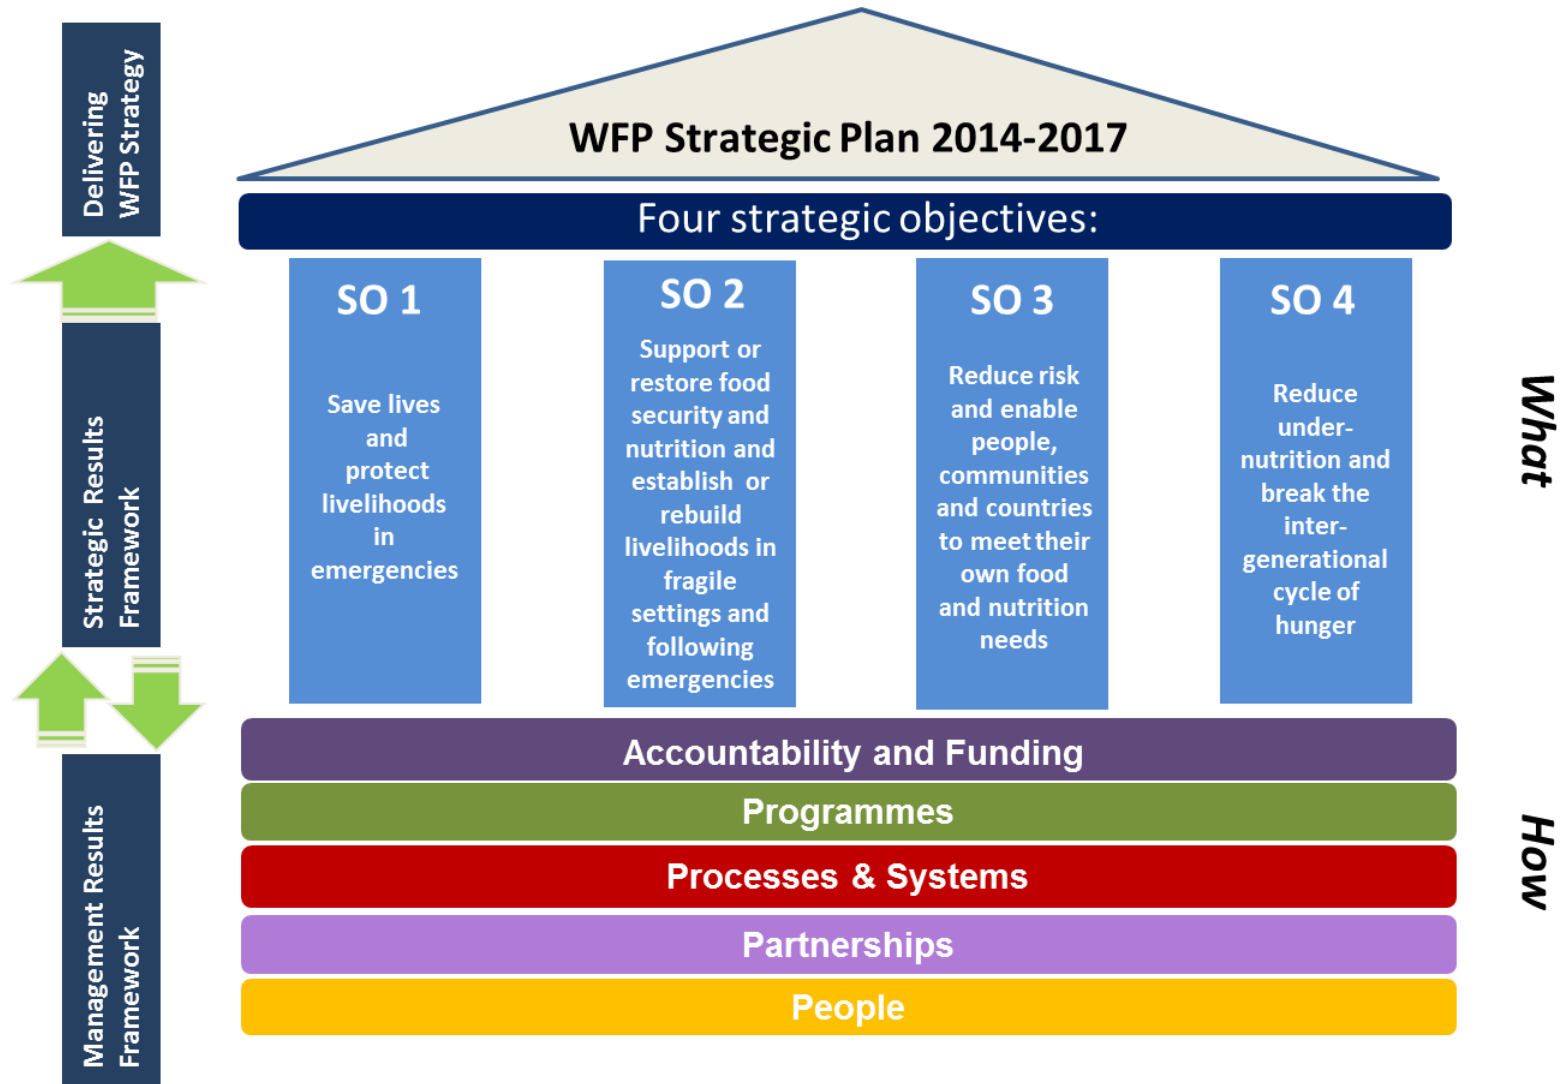 Delivering
WFP Strategy
WFP Strategic Plan 2014-2017
Four strategic objectives:
Strategic Results
Framework
SO 1
Save lives
and
protect
livelihoods
in
emergencies
SO 2
Support or
restore food
security and
nutrition and
establish or
rebuild
livelihoods in
fragile
settings and
following
emergencies
SO 3
Reduce risk
and enable
people,
communities
and countries
to meet their
own food
and nutrition
needs
SO 4
Reduce
under-
nutrition and
break the
inter-
generational
cycle of
hunger
What
Management Results
Framework
Accountability and Funding
Programmes
Processes & Systems
Partnerships
People
How